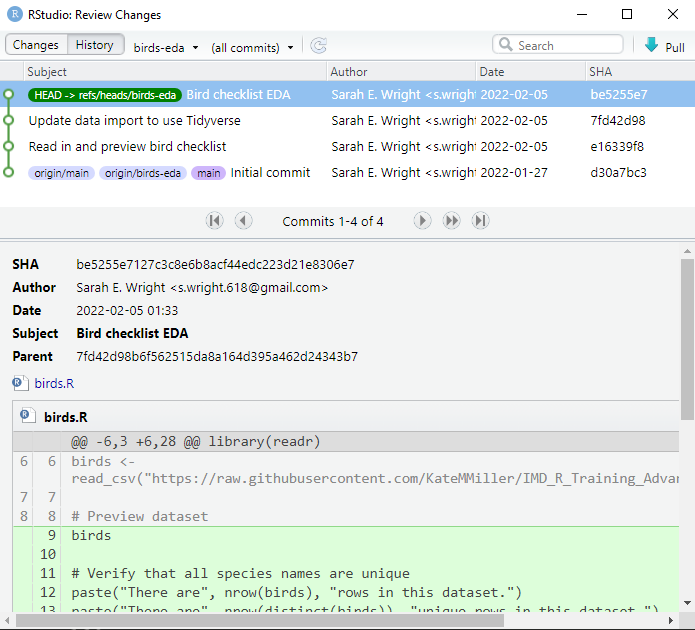 RStudio: Review Changes
Changes History birds-eda (all commits) Search Pull
Subject Author Date SHA
HEAD -> refs/heads/birds-eda Bird checklist EDA Sarah E. Wright <s.wright 2022-02-05 be5255e7
Update data import to use Tidyverse Sarah E. Wright <s.wright 2022-02-05 7fd42d98
Read in and preview bird checklist Sarah E. Wright <s.wright 2022-02-05 e16339f8
origin/main origin/birds-eda main Initial commit Sarah E. Wright <s.wright 2022-01-27 d30a7bc3
Commits 1-4 of 4
SHA be5255e7127c3c8e6b8acf44edc223d21e8306e7
Author Sarah E. Wright <s.wright.618@gmail.com>
Date 2022-02-05 01:33
Subject Bird checklist EDA
Parent 7fd42d98b6f562515da8a164d395a462d24343b7
birds.R
birds.R
@@ -6,3 +6,28 @@ library(readr)
6 6 birds <-
read_csv("https://raw.githubusercontent.com/KateMMiller/IMD_R_Training_Advan
7 7
8 8 # Preview dataset
9 birds
10
11 # Verify that all species names are unique
12 paste("There are", nrow(birds), "rows in this dataset.")
13 paste("There are", nrow(distinct(birds)), "unique rows in this dataset.")